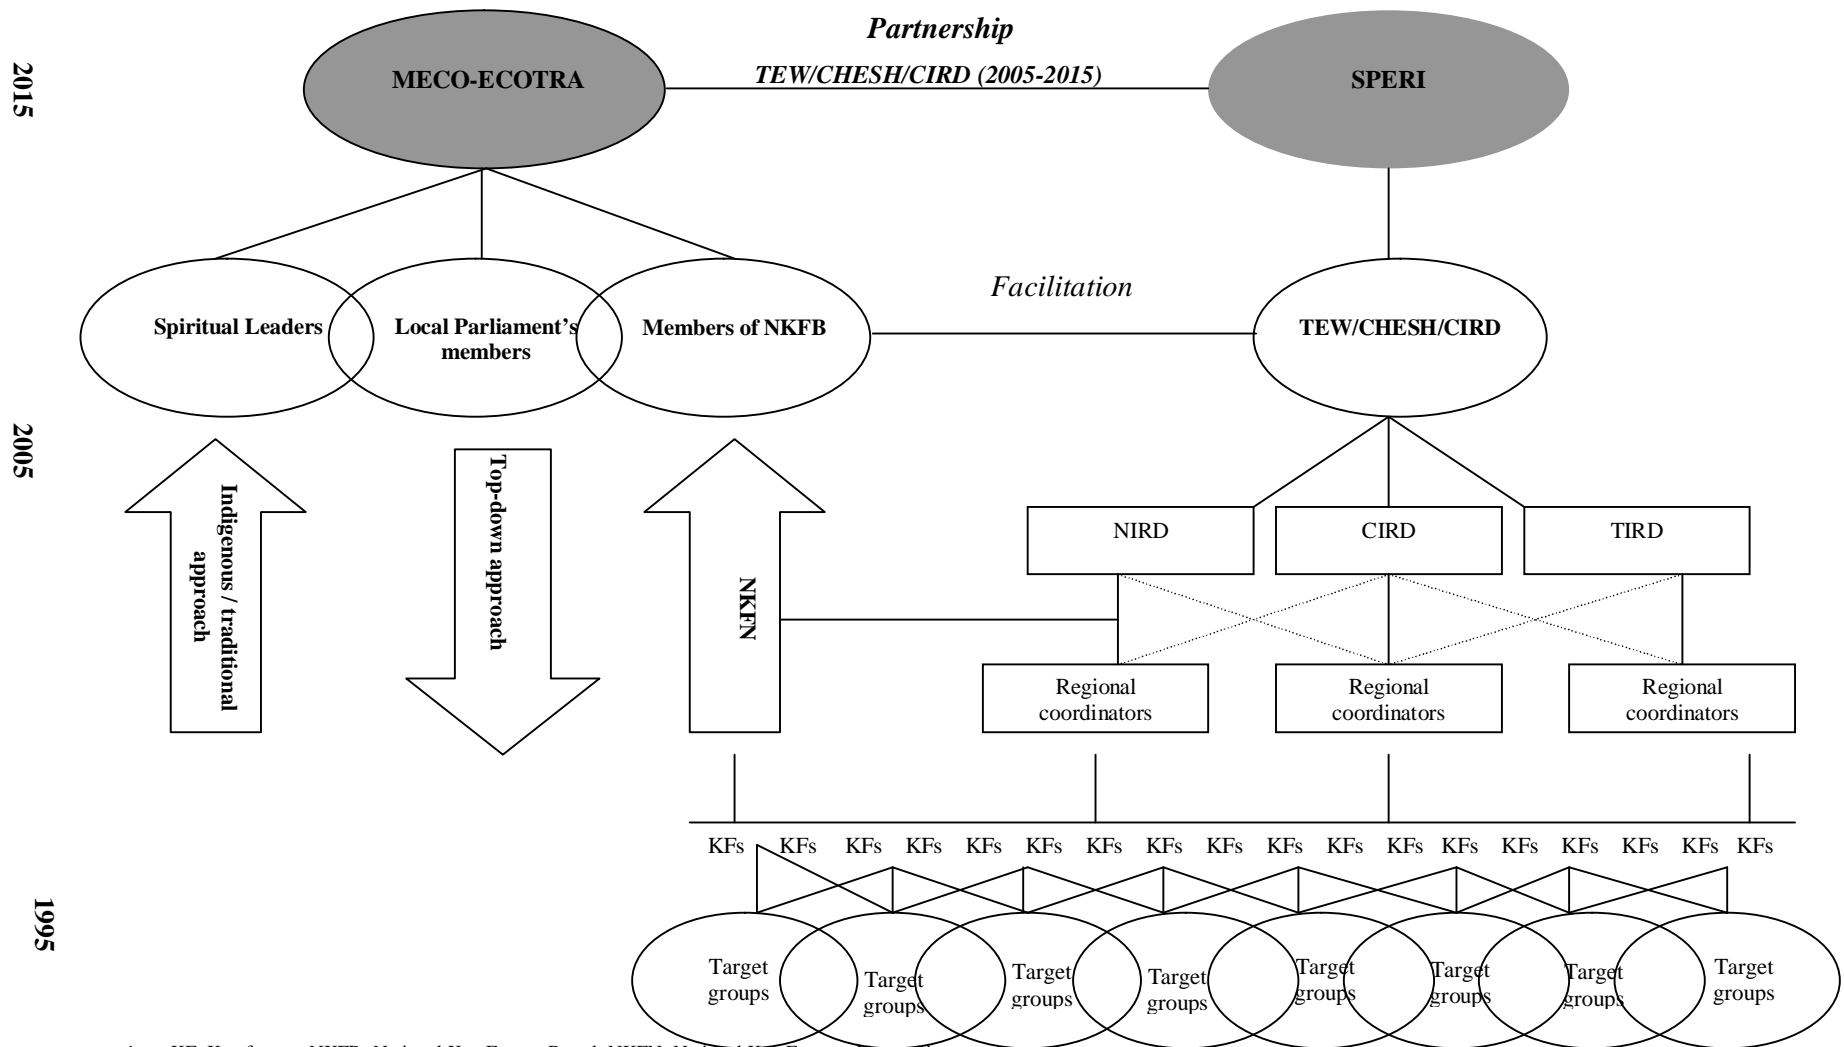 Partnership
TEW/CHESH/CIRD (2005-2015)
MECO-ECOTRA
SPERI
2015
Facilitation
Spiritual Leaders
Local Parliament's
members
Members of NKFB
TEW/CHESH/CIRD
2005
Indigenous / traditional
approach
Top-down approach
NKFN
NIRD
CIRD
TIRD
Regional
coordinators
Regional
coordinators
Regional
coordinators
KFs KFs KFs KFs KFs KFs KFs KFs KFs KFs KFs KFs KFs KFs KFs KFs KFs KFs
1995
Target
groups
Target
groups
Target
groups
Target
groups
Target
groups
Target
groups
Target
groups
Target
groups